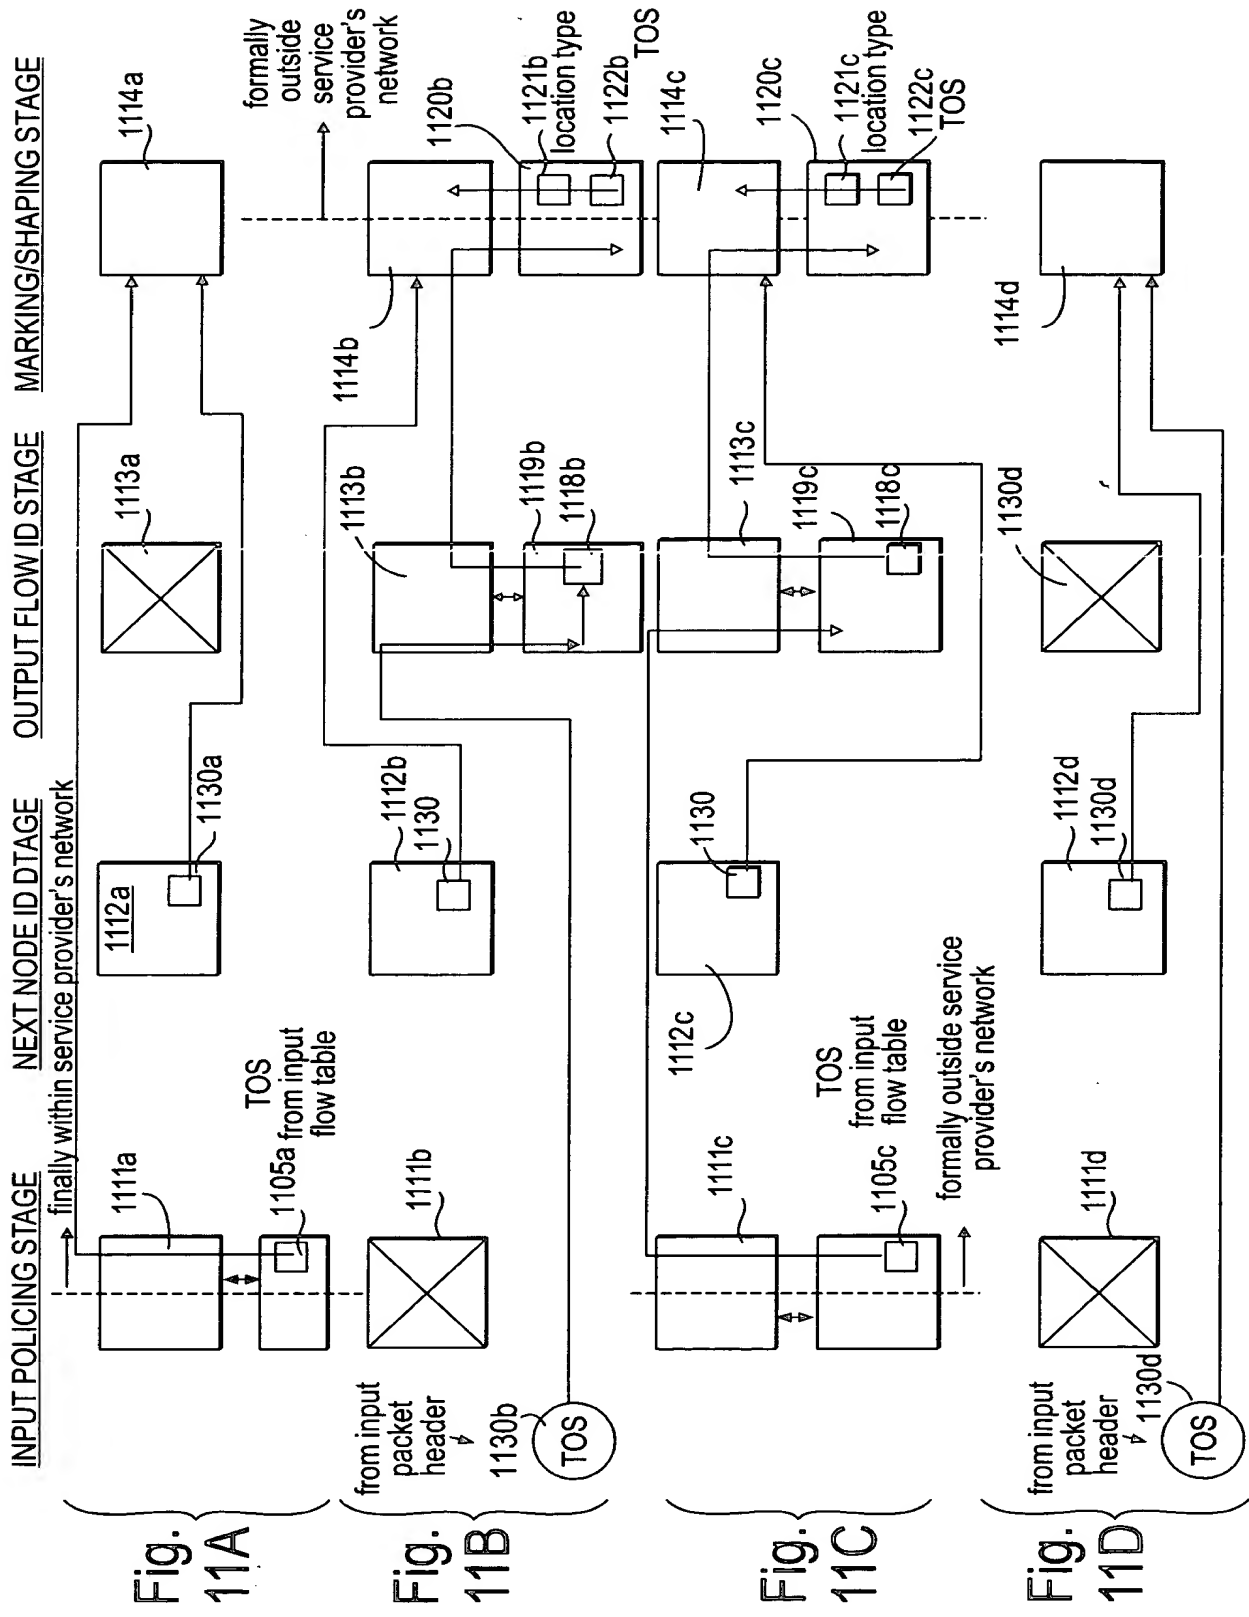 INPUT POLICING STAGE
NEXT NODE ID DTAGE
OUTPUT FLOW ID STAGE
MARKING/SHAPING STAGE
Fig.
11A
finally within service provider's network
1111a
TOS
from input
flow table
1105a
1112a
1130a
1113a
1114a
formally
outside
service
provider's
network
Fig.
11B
from input
packet
header
1130b
TOS
1111b
1112b
1130
1113b
1119b
1118b
1114b
1120b
1121b
location type
1122b
TOS
Fig.
11C
1111c
TOS
from input
flow table
1105c
formally outside service
provider's network
1112c
1130
1113c
1119c
1118c
1114c
1120c
1121c
location type
1122c
TOS
Fig.
11D
from input
packet
header
1130d
TOS
1111d
1112d
1130d
1130d
1114d